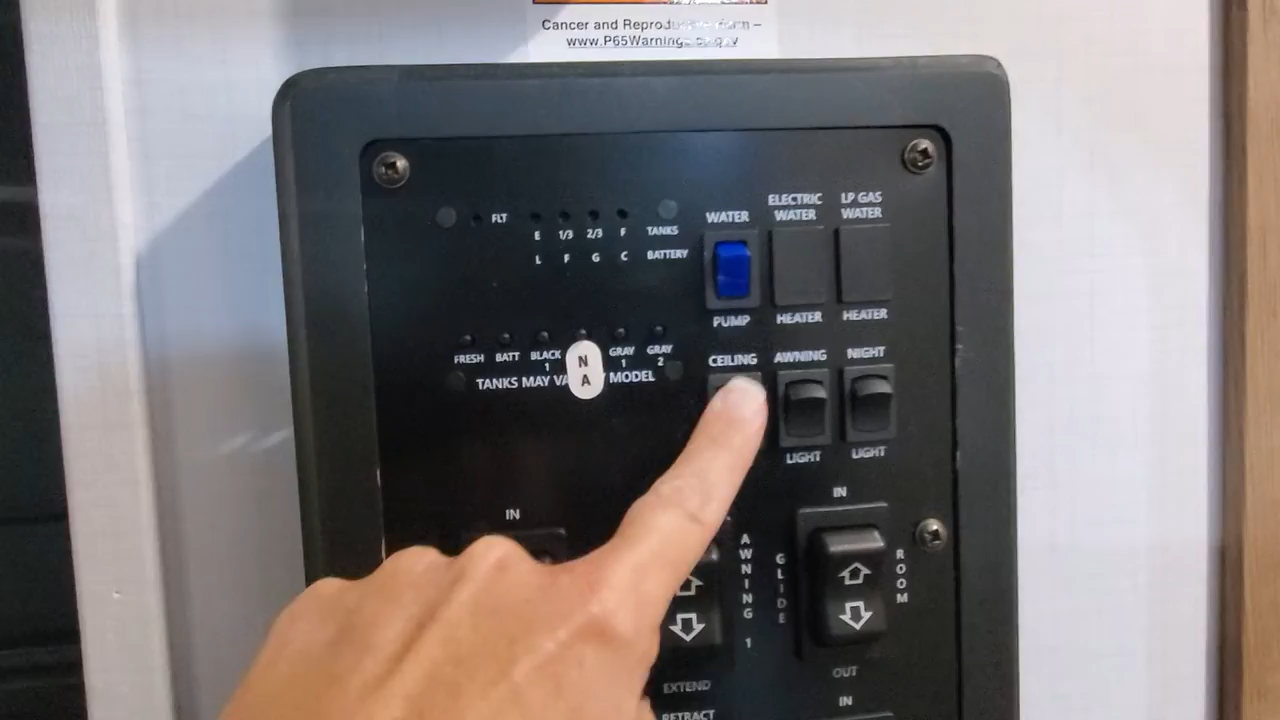 Cancer and Reproductive Harm –
www.P65Warnings.ca.gov
FLT
E 1/3 2/3 F TANKS
L F G C BATTERY
WATER
PUMP
ELECTRIC
WATER
HEATER
LP GAS
WATER
HEATER
FRESH BATT BLACK 1 GRAY 1 GRAY 2
N
A
TANKS MAY VA MODEL
CEILING
AWNING
LIGHT
NIGHT
LIGHT
IN
AWNING 1
EXTEND
RETRACT
IN
GLIDE
ROOM
OUT
IN